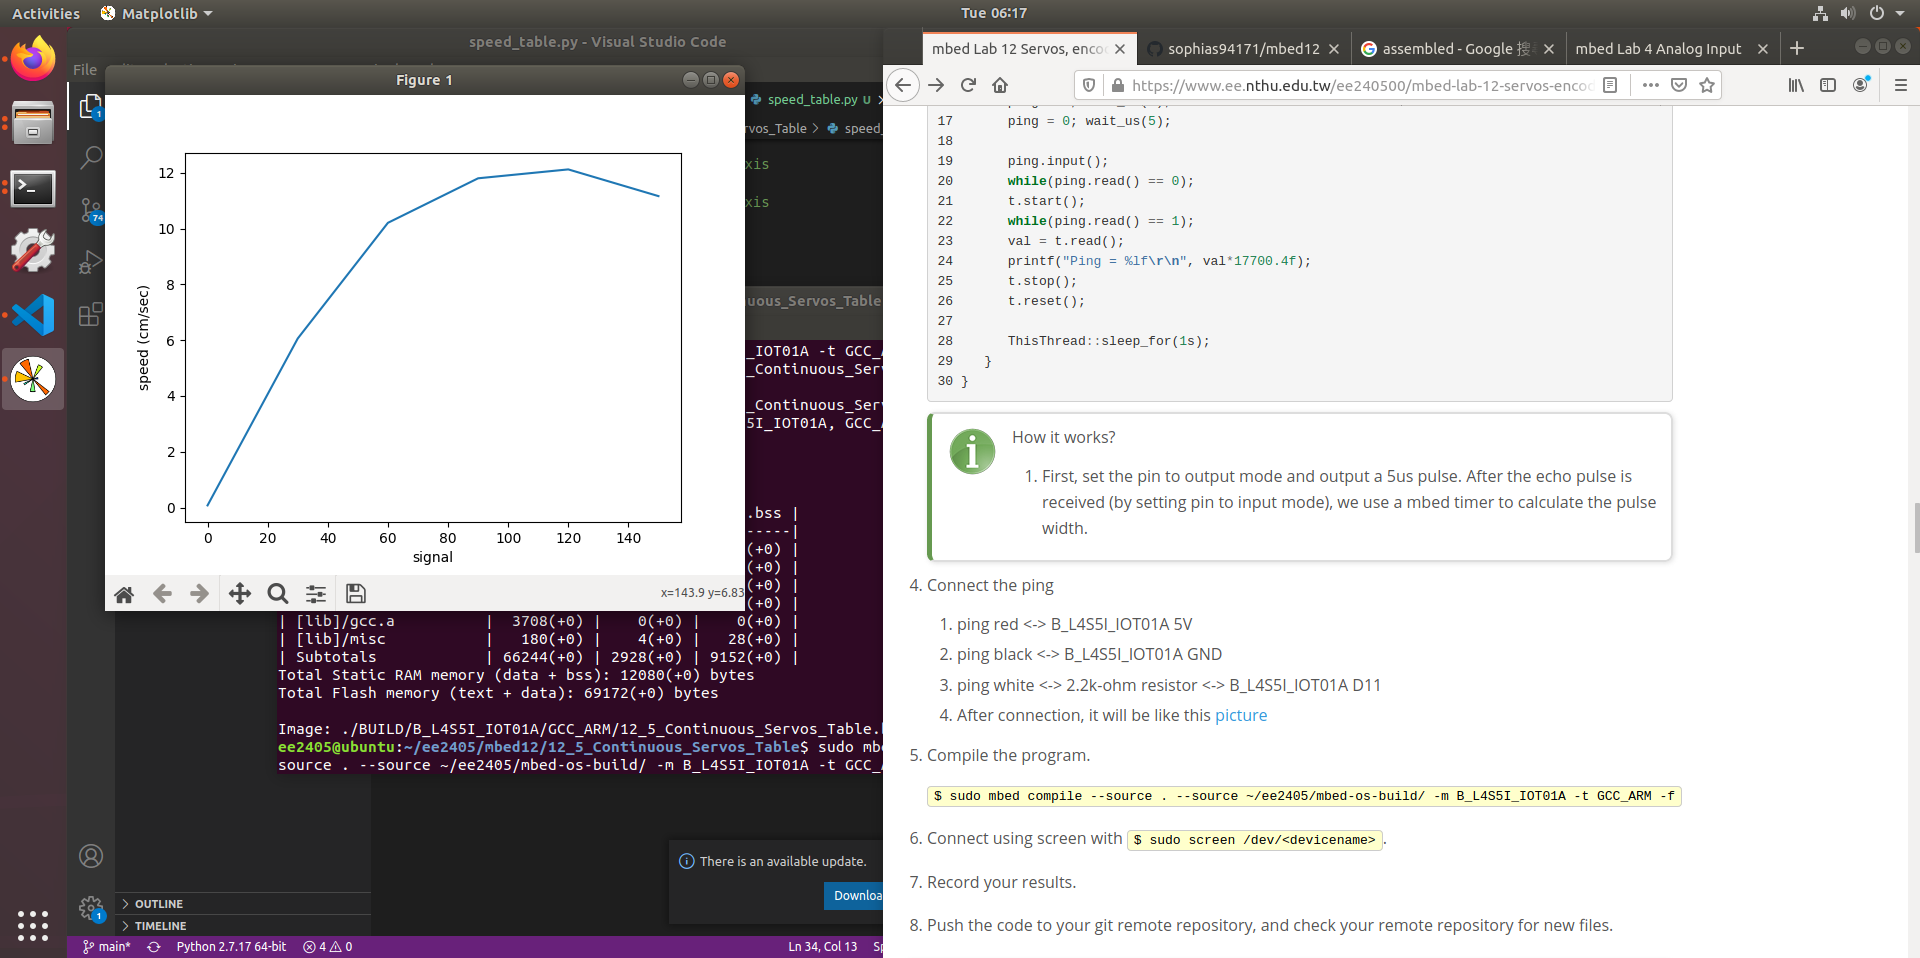 Activities
Matplotlib
Tue 06:17
speed_table.py - Visual Studio Code
File
Figure 1
speed_table.py U
rvos_Table > speed_
xis
xis
12
10
8
6
4
2
0
speed (cm/sec)
0 20 40 60 80 100 120 140
signal
x=143.9 y=6.83
1
74
uous_Servos_Table
_IOT01A -t GCC_
_Continuous_Ser
_Continuous_Ser
5I_IOT01A, GCC_
.bss |
-----|
(+0) |
(+0) |
(+0) |
(+0) |
| [lib]/gcc.a | 3708(+0) | 0(+0) | 0(+0) |
| [lib]/misc | 180(+0) | 4(+0) | 28(+0) |
| Subtotals | 66244(+0) | 2928(+0) | 9152(+0) |
Total Static RAM memory (data + bss): 12080(+0) bytes
Total Flash memory (text + data): 69172(+0) bytes
Image: ./BUILD/B_L4S5I_IOT01A/GCC_ARM/12_5_Continuous_Servos_Table.
ee2405@ubuntu:~/ee2405/mbed12/12_5_Continuous_Servos_Table$ sudo mb
source . --source ~/ee2405/mbed-os-build/ -m B_L4S5I_IOT01A -t GCC_
There is an available update.
Downloa
OUTLINE
TIMELINE
1
main* Python 2.7.17 64-bit 4 0 Ln 34, Col 13 Sp
mbed Lab 12 Servos, enco
sophias94171/mbed12
assembled - Google 搜
mbed Lab 4 Analog Input
https://www.ee.nthu.edu.tw/ee240500/mbed-lab-12-servos-enco
17 ping = 0; wait_us(5);
18
19 ping.input();
20 while(ping.read() == 0);
21 t.start();
22 while(ping.read() == 1);
23 val = t.read();
24 printf("Ping = %lf\r\n", val*17700.4f);
25 t.stop();
26 t.reset();
27
28 ThisThread::sleep_for(1s);
29 }
30 }
How it works?
1. First, set the pin to output mode and output a 5us pulse. After the echo pulse is
received (by setting pin to input mode), we use a mbed timer to calculate the pulse
width.
4. Connect the ping
1. ping red <-> B_L4S5I_IOT01A 5V
2. ping black <-> B_L4S5I_IOT01A GND
3. ping white <-> 2.2k-ohm resistor <-> B_L4S5I_IOT01A D11
4. After connection, it will be like this picture
5. Compile the program.
$ sudo mbed compile --source . --source ~/ee2405/mbed-os-build/ -m B_L4S5I_IOT01A -t GCC_ARM -f
6. Connect using screen with $ sudo screen /dev/<devicename>.
7. Record your results.
8. Push the code to your git remote repository, and check your remote repository for new files.